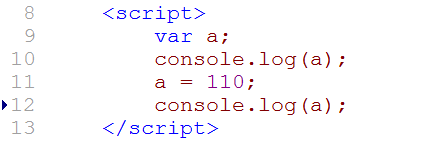 8 <script>
9 var a;
10 console.log(a);
11 a = 110;
12 console.log(a);
13 </script>